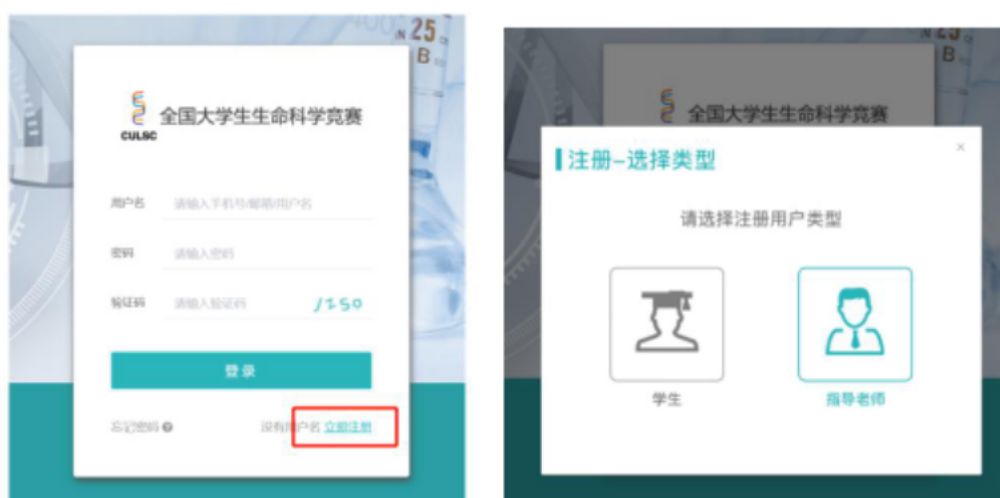 25
B
CULSC
全国大学生生命科学竞赛
用户名 请输入手机号/邮箱/用户名
密码 请输入密码
验证码 请输入验证码 1250
登录
忘记密码
没有用户名 立即注册
全国大学生生命科学竞赛
注册-选择类型
×
请选择注册用户类型
学生
指导老师